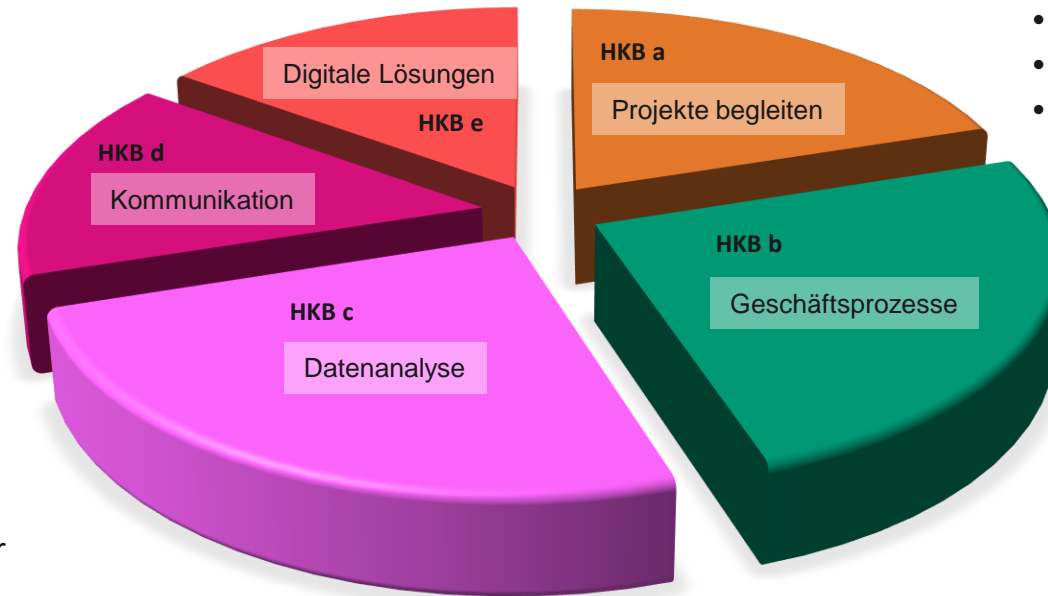 HKB a
Projekte begleiten
HKB b
Geschäftsprozesse
HKB c
Datenanalyse
HKB d
Kommunikation
Digitale Lösungen
HKB e
r